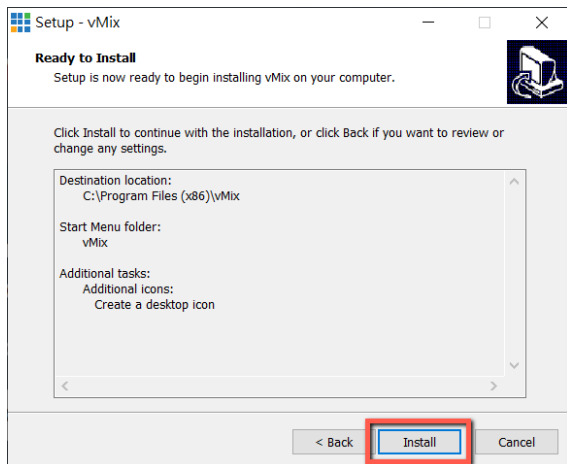 Setup - vMix
Ready to Install
Setup is now ready to begin installing vMix on your computer.
Click Install to continue with the installation, or click Back if you want to review or
change any settings.
Destination location:
C:\Program Files (x86)\vMix
Start Menu folder:
vMix
Additional tasks:
Additional icons:
Create a desktop icon
< Back
Install
Cancel